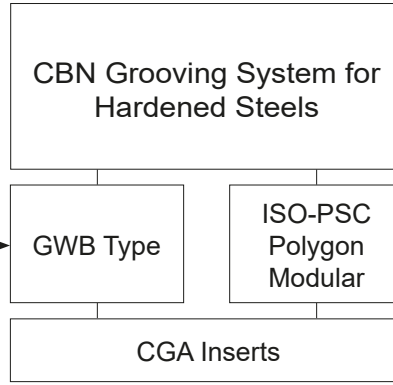 CBN Grooving System for
Hardened Steels
GWB Type
ISO-PSC
Polygon
Modular
CGA Inserts